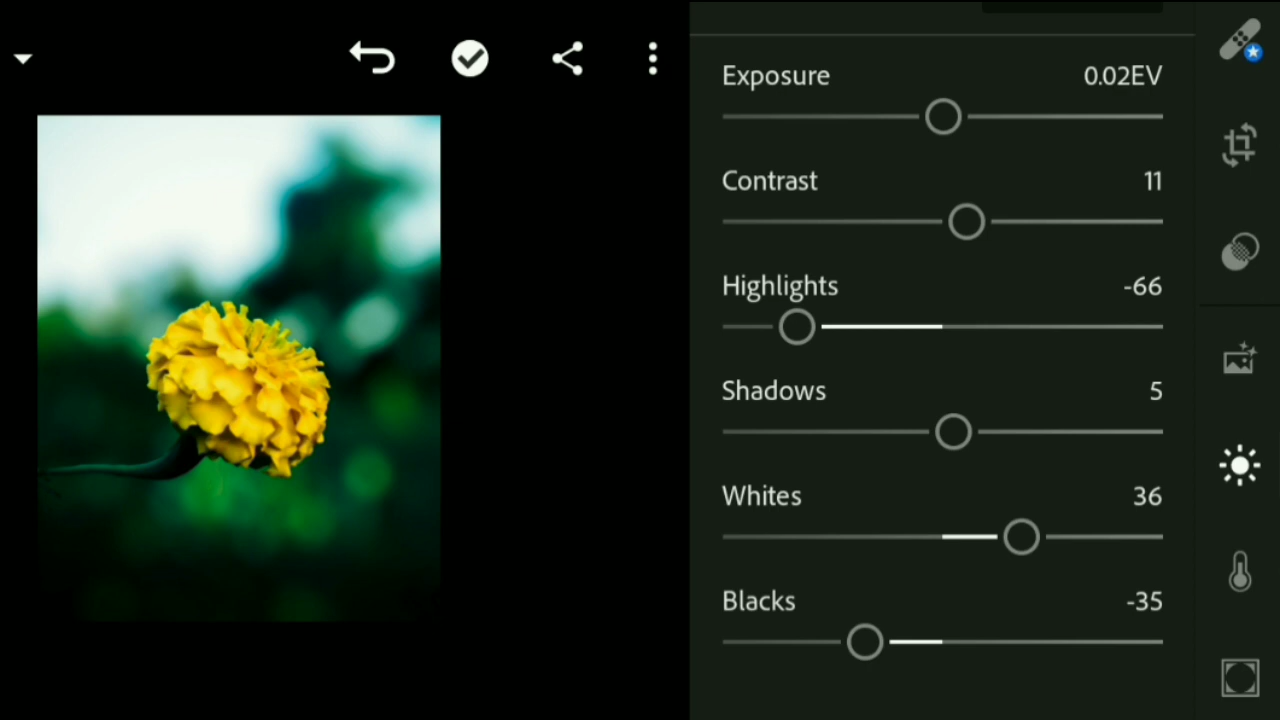 Exposure 0.02EV
Contrast 11
Highlights -66
Shadows 5
Whites 36
Blacks -35